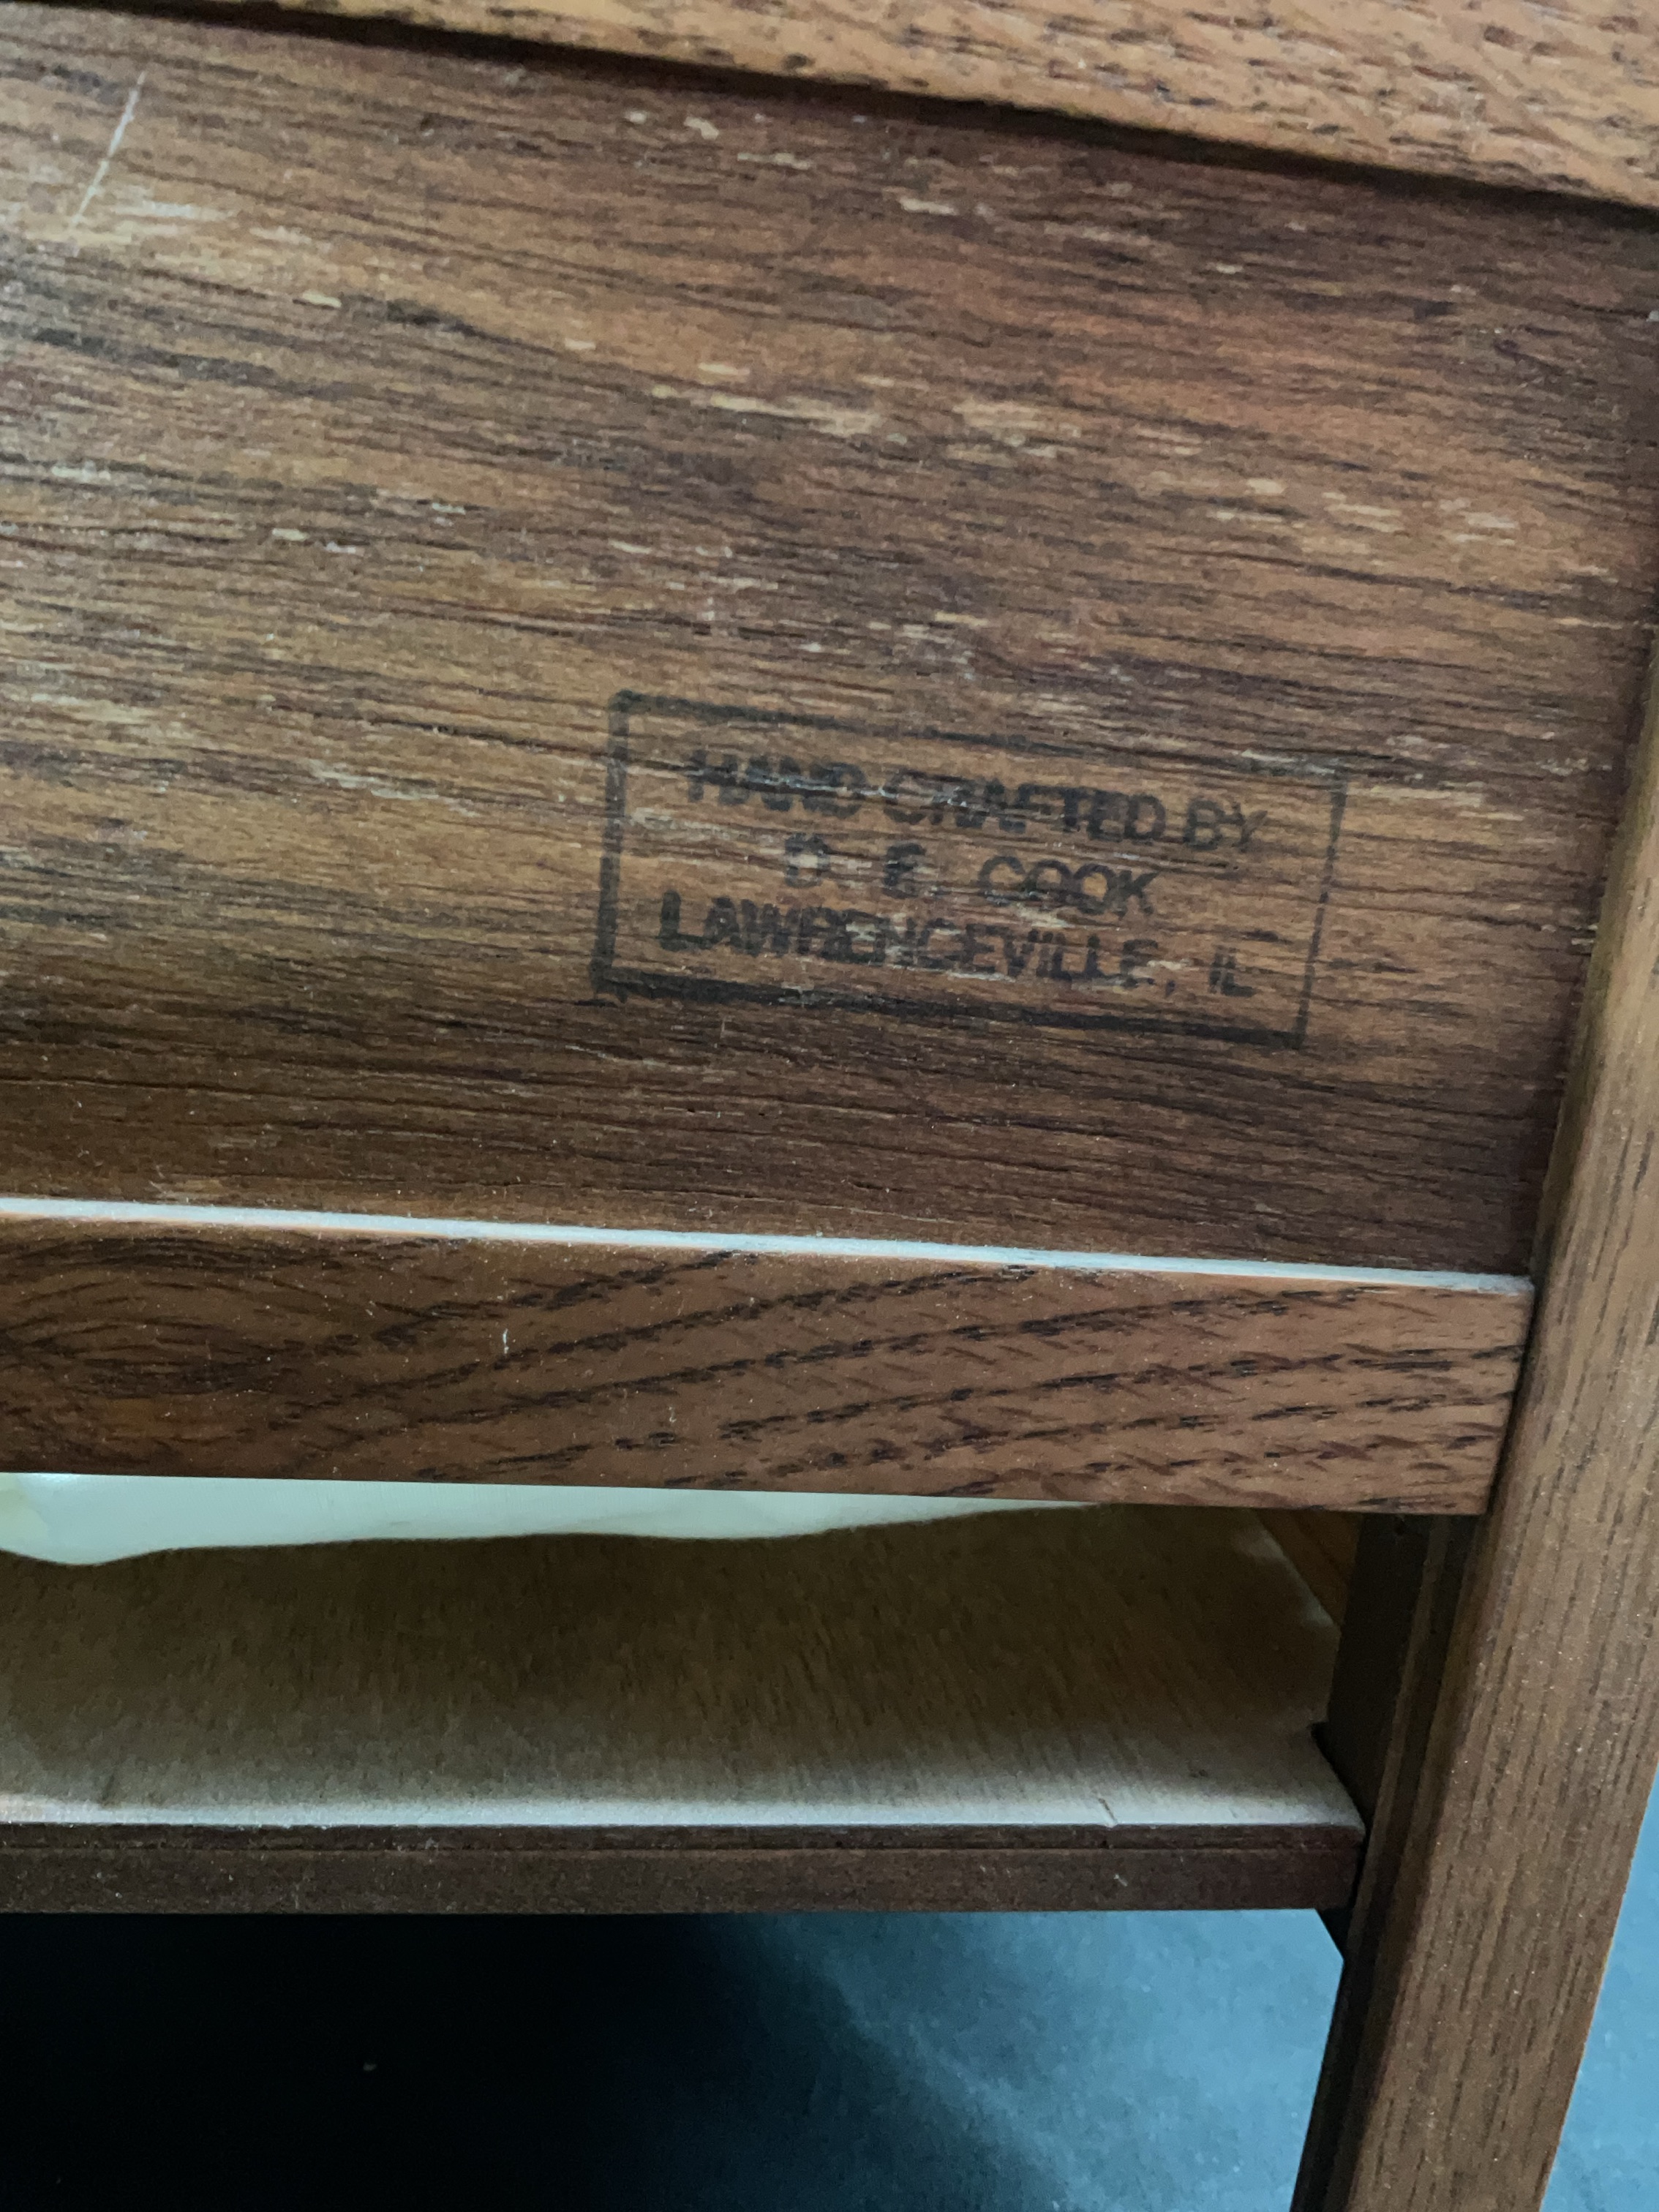 HAND CRAFTED BY
D. E. COOK
LAWRENCEVILLE, IL